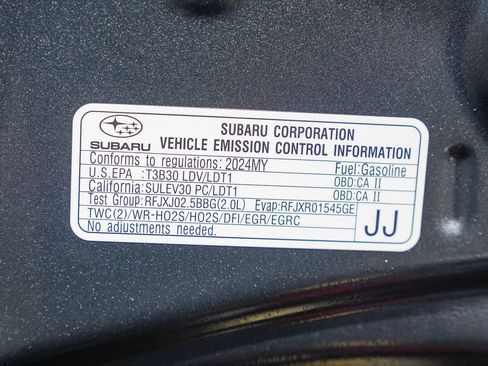 SUBARU
SUBARU CORPORATION
VEHICLE EMISSION CONTROL INFORMATION
Conforms to regulations: 2024MY Fuel:Gasoline
U.S.EPA :T3B30 LDV/LDT1 OBD:CA II
California:SULEV30 PC/LDT1 OBD:CA II
Test Group:RFJXJ02.5BBG(2.0L) Evap:RFJXR01545GE
TWC(2)/WR-HO2S/HO2S/DFI/EGR/EGRC
No adjustments needed.
JJ